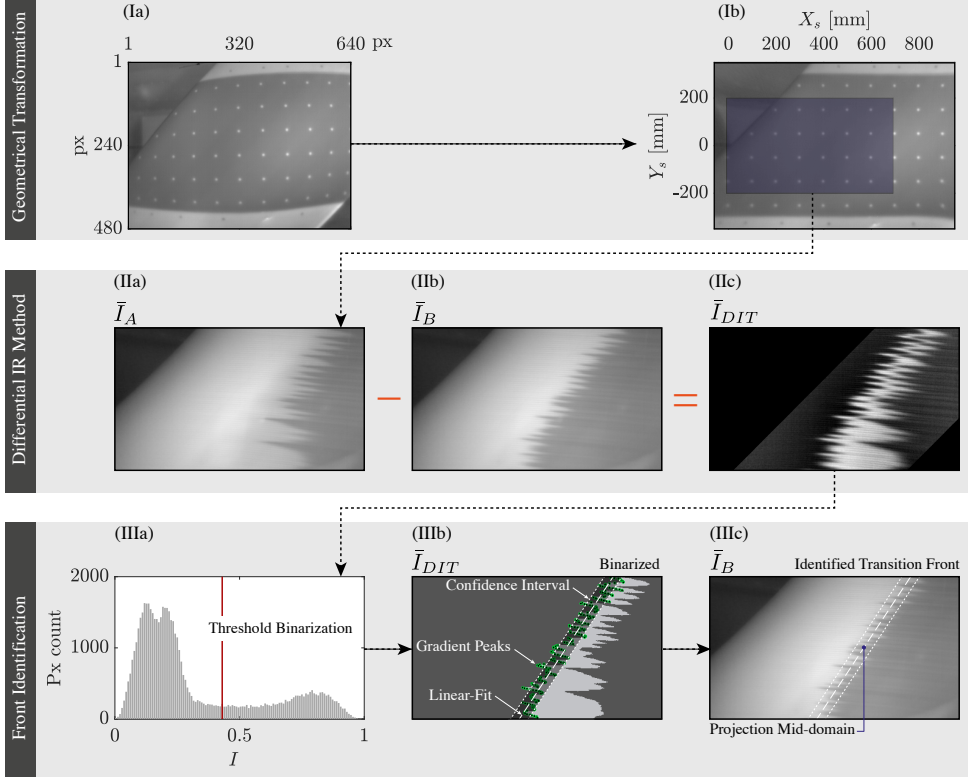 Geometrical Transformation
(Ia)
1 320 640 px
1
240
480
px
(Ib)
X_s [mm]
0 200 400 600 800
200
0
-200
Y_s [mm]
Differential IR Method
(IIa)
Ī_A
(IIb)
Ī_B
(IIc)
Ī_DIT
−
=
Front Identification
(IIIa)
2000
1000
0
Px count
Threshold Binarization
0 0.5 1
I
(IIIb)
Ī_DIT
Binarized
Confidence Interval
Gradient Peaks
Linear-Fit
(IIIc)
Ī_B
Identified Transition Front
Projection Mid-domain